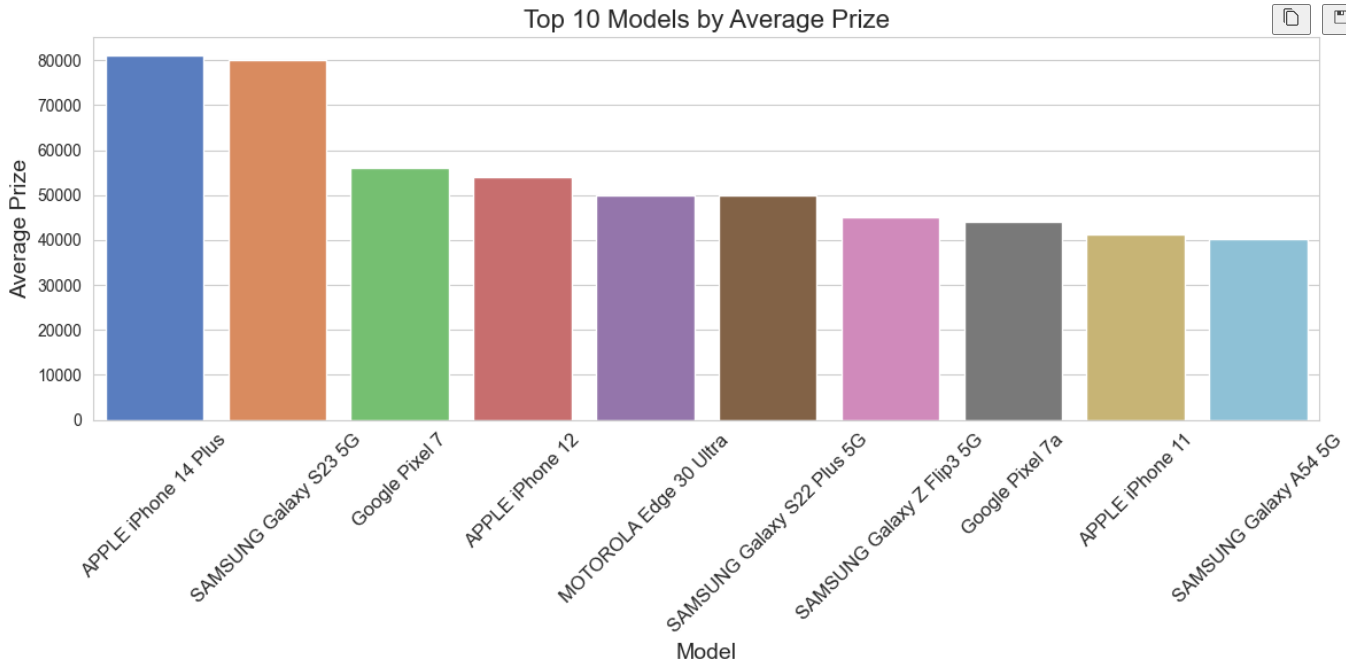 Top 10 Models by Average Prize
Average Prize
80000
70000
60000
50000
40000
30000
20000
10000
0
APPLE iPhone 14 Plus
SAMSUNG Galaxy S23 5G
Google Pixel 7
APPLE iPhone 12
MOTOROLA Edge 30 Ultra
SAMSUNG Galaxy S22 Plus 5G
SAMSUNG Galaxy Z Flip3 5G
Google Pixel 7a
APPLE iPhone 11
SAMSUNG Galaxy A54 5G
Model